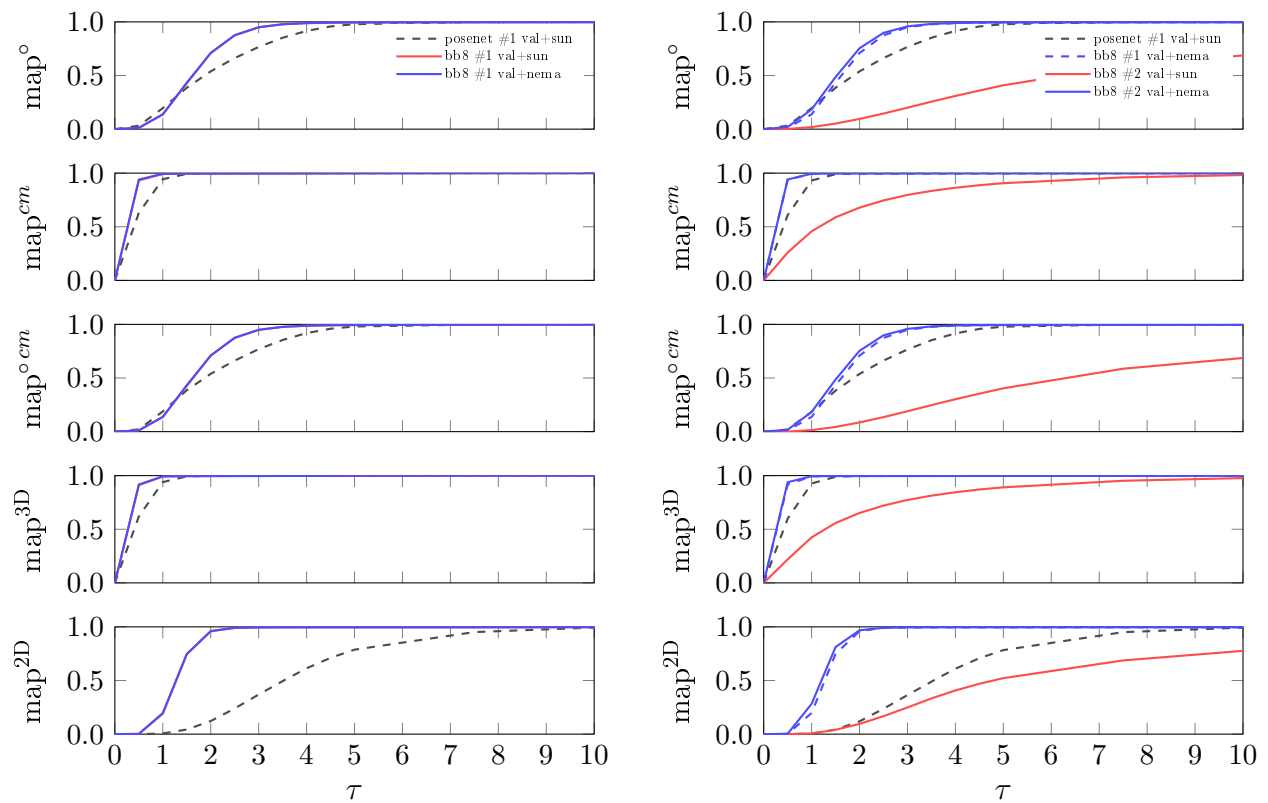 map°
1.0
0.5
0.0
posenet #1 val+sun
bb8 #1 val+sun
bb8 #1 val+nema
map^cm
1.0
0.5
0.0
map°cm
1.0
0.5
0.0
map^3D
1.0
0.5
0.0
map^2D
1.0
0.5
0.0
0 1 2 3 4 5 6 7 8 9 10
τ
map°
1.0
0.5
0.0
posenet #1 val+sun
bb8 #1 val+nema
bb8 #2 val+sun
bb8 #2 val+nema
map^cm
1.0
0.5
0.0
map°cm
1.0
0.5
0.0
map^3D
1.0
0.5
0.0
map^2D
1.0
0.5
0.0
0 1 2 3 4 5 6 7 8 9 10
τ